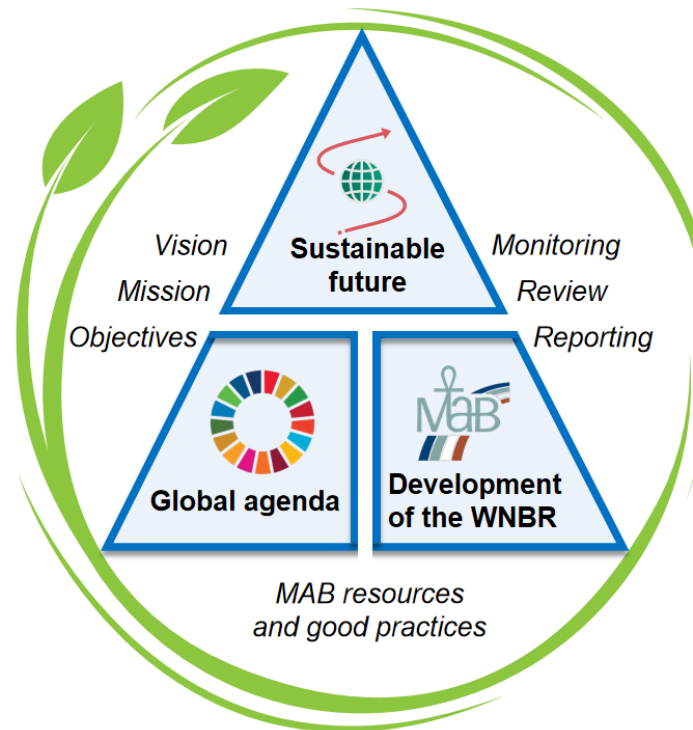 Vision
Mission
Objectives
Sustainable
future
Monitoring
Review
Reporting
Global agenda
MaB
Development
of the WNBR
MAB resources
and good practices